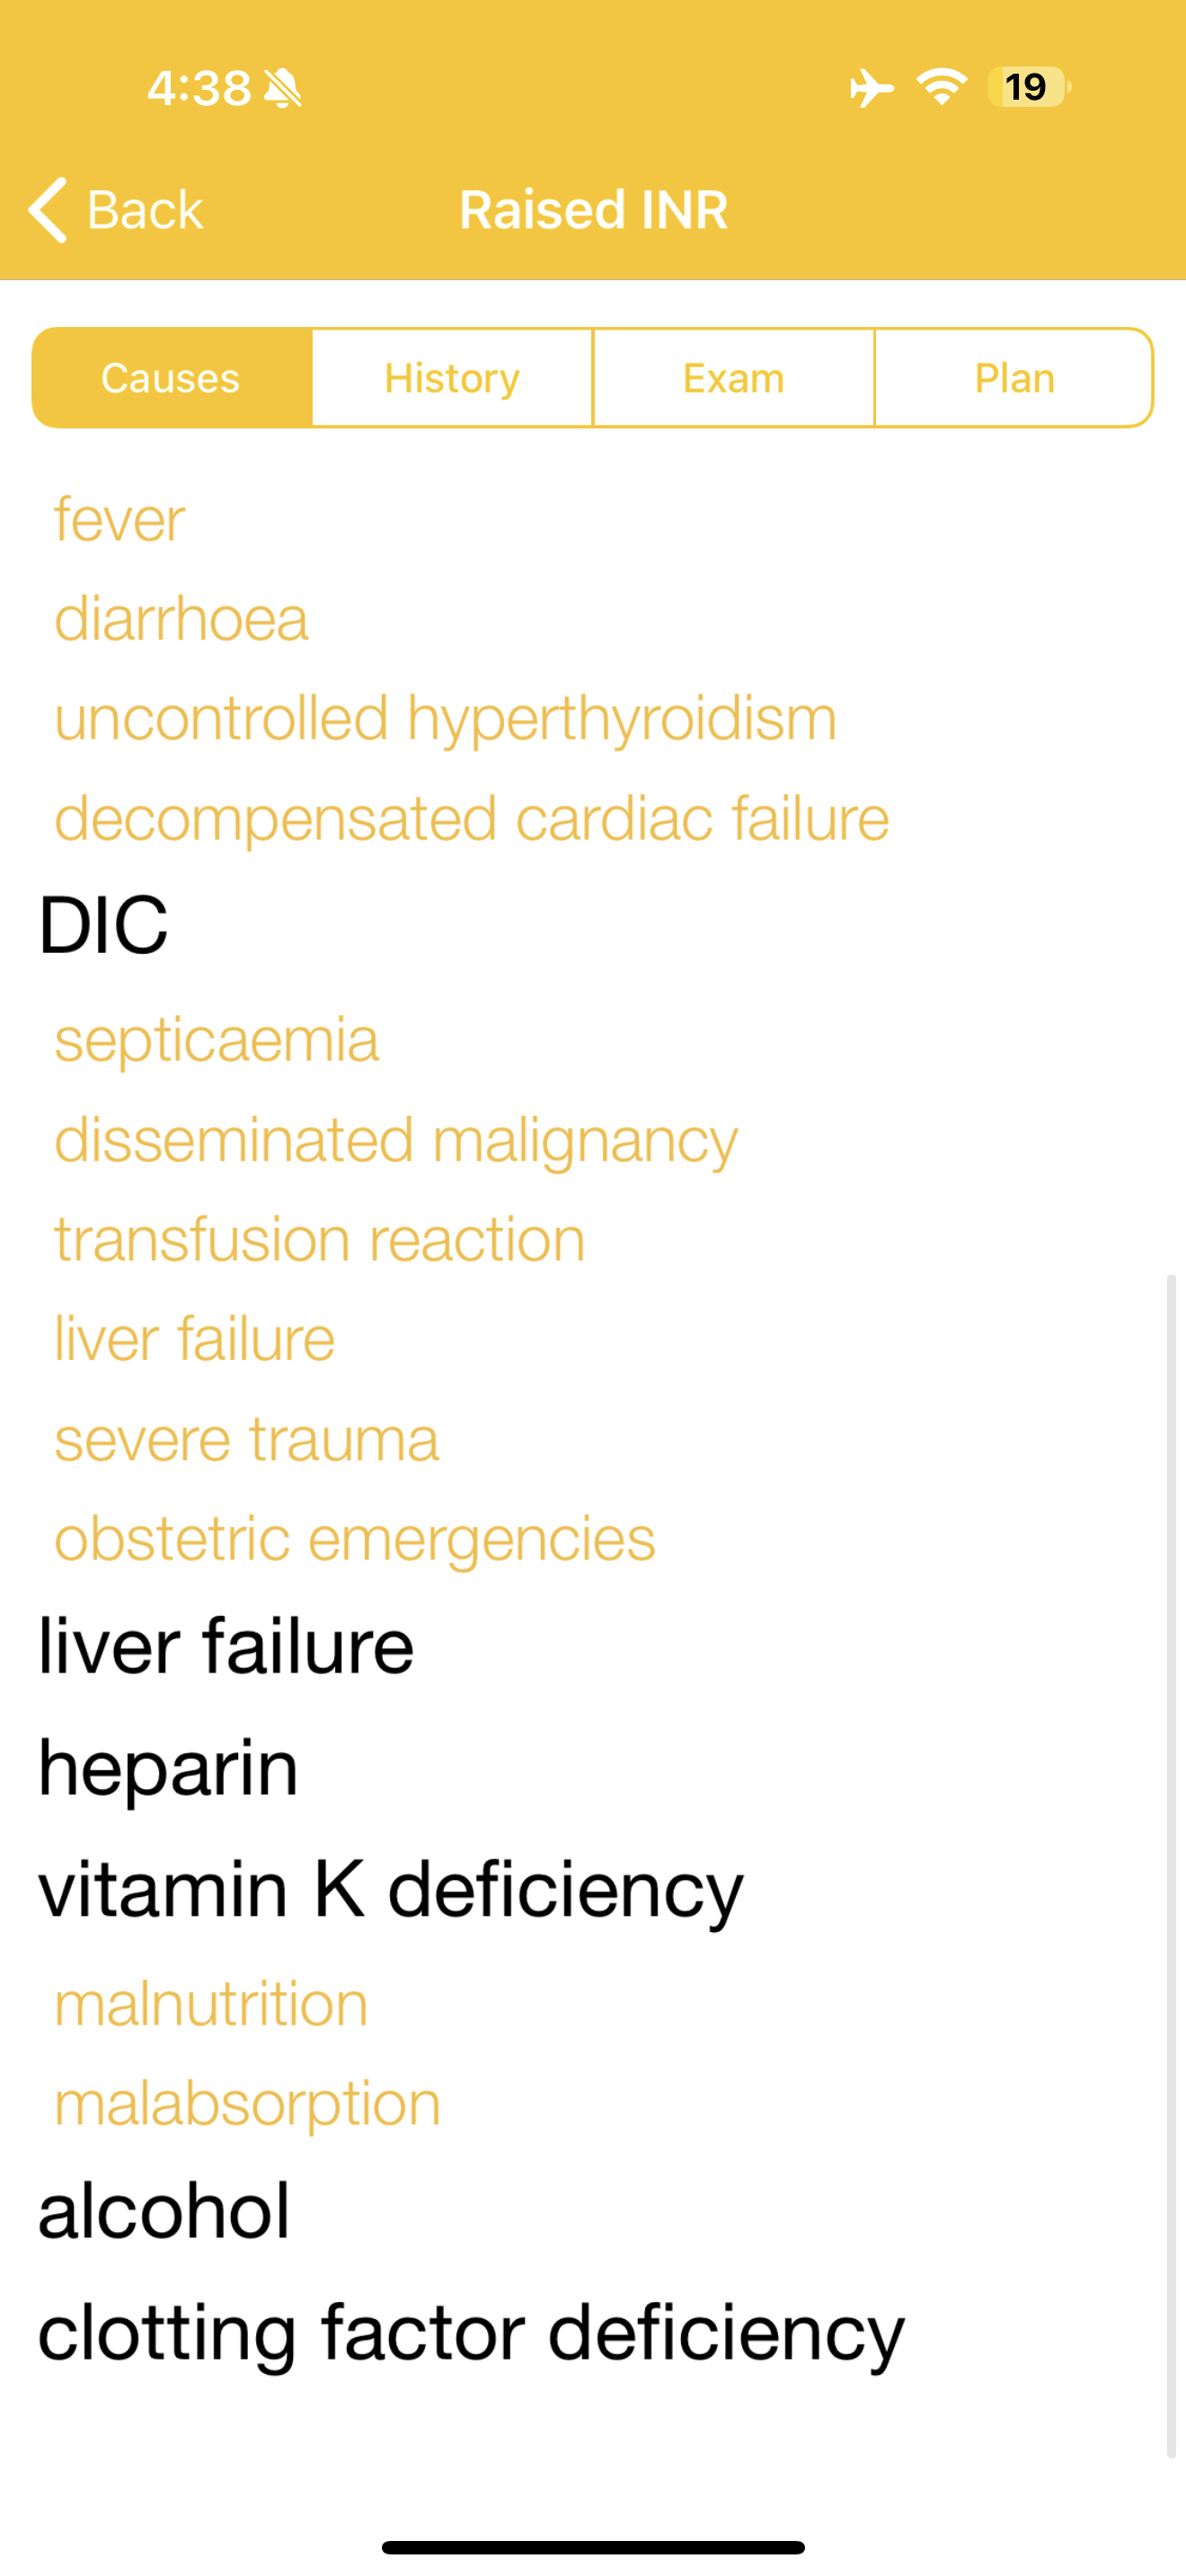 4:38
19
Back
Raised INR
Causes
History
Exam
Plan
fever
diarrhoea
uncontrolled hyperthyroidism
decompensated cardiac failure
DIC
septicaemia
disseminated malignancy
transfusion reaction
liver failure
severe trauma
obstetric emergencies
liver failure
heparin
vitamin K deficiency
malnutrition
malabsorption
alcohol
clotting factor deficiency